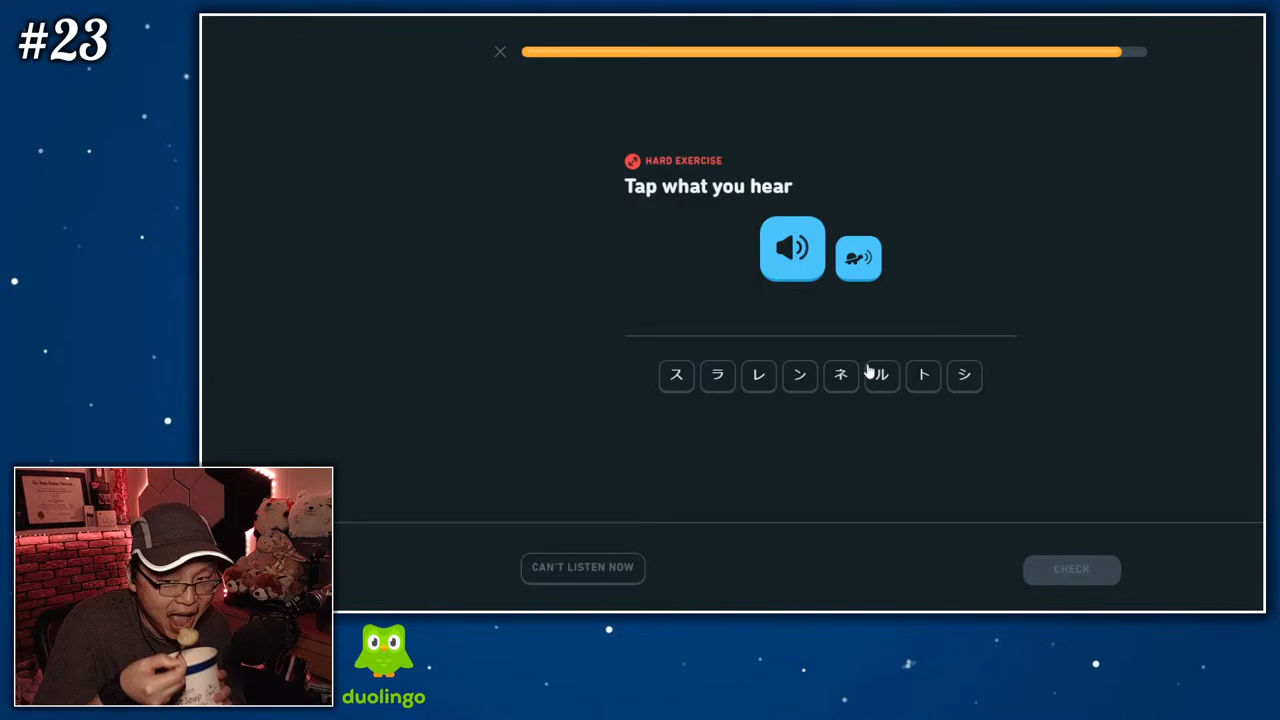 #23
HARD EXERCISE
Tap what you hear
ス ラ レ ン ネ ル ト シ
CAN'T LISTEN NOW
CHECK
duolingo